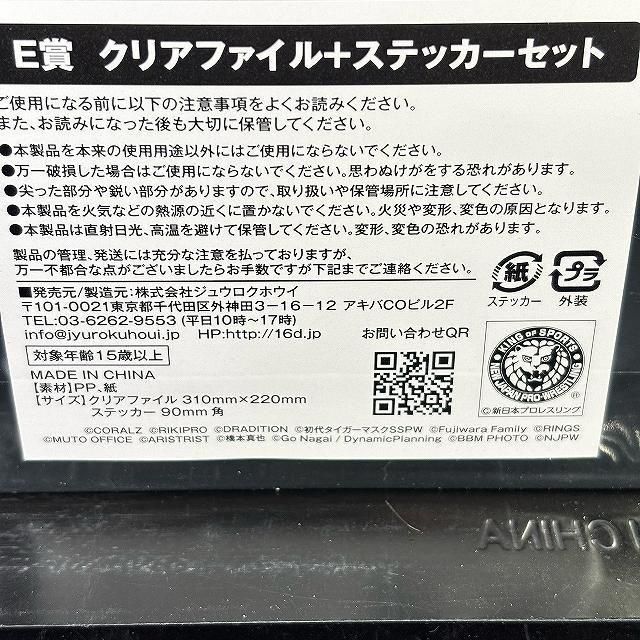 E賞 クリアファイル＋ステッカーセット
ご使用になる前に以下の注意事項をよくお読みください。
また、お読みになった後も大切に保管してください。
●本製品を本来の使用用途以外にはご使用にならないでください。
●万一破損した場合はご使用にならないでください。思わぬけがをする恐れがあります。
●尖った部分や鋭い部分がありますので、取り扱いや保管場所に注意してください。
●本製品を火気などの熱源の近くに置かないでください。火災や変形、変色の原因となります。
●本製品は直射日光、高温を避けて保管してください。変形、変色の恐れがあります。
製品の管理、発送には充分な注意を払っておりますが、
万一不都合な点がございましたらお手数ですが下記までご連絡ください。
紙
ステッカー
プラ
外装
■発売元/製造元:株式会社ジュウロクホウイ
〒101-0021東京都千代田区外神田3-16-12 アキバCOビル2F
TEL:03-6262-9553 (平日10時〜17時)
info@jyurokuhoui.jp HP:http://16d.jp
お問い合わせQR
対象年齢15歳以上
MADE IN CHINA
【素材】PP、紙
【サイズ】クリアファイル 310mm×220mm
ステッカー 90mm 角
KING OF SPORTS
NEW JAPAN PRO-WRESTLING
®
©新日本プロレスリング
©CORALZ ©RIKIPRO ©DRADITION ©初代タイガーマスクSSPW ©Fujiwara Family ©RINGS
©MUTO OFFICE ©ARISTRIST ©橋本真也 ©Go Nagai / DynamicPlanning ©BBM PHOTO ©NJPW
CHINA